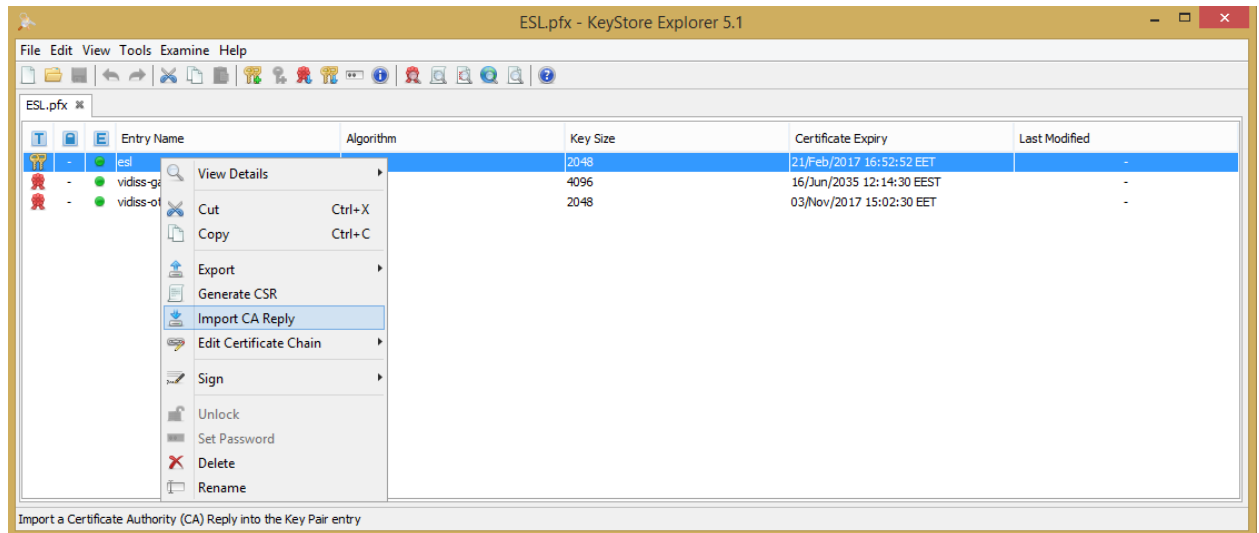 ESL.pfx - KeyStore Explorer 5.1
File Edit View Tools Examine Help
ESL.pfx
T E Entry Name Algorithm Key Size Certificate Expiry Last Modified
- esl 2048 21/Feb/2017 16:52:52 EET -
- 4096 16/Jun/2035 12:14:30 EEST -
- 2048 03/Nov/2017 15:02:30 EET -
View Details
Cut Ctrl+X
Copy Ctrl+C
Export
Generate CSR
Import CA Reply
Edit Certificate Chain
Sign
Unlock
Set Password
Delete
Rename
Import a Certificate Authority (CA) Reply into the Key Pair entry